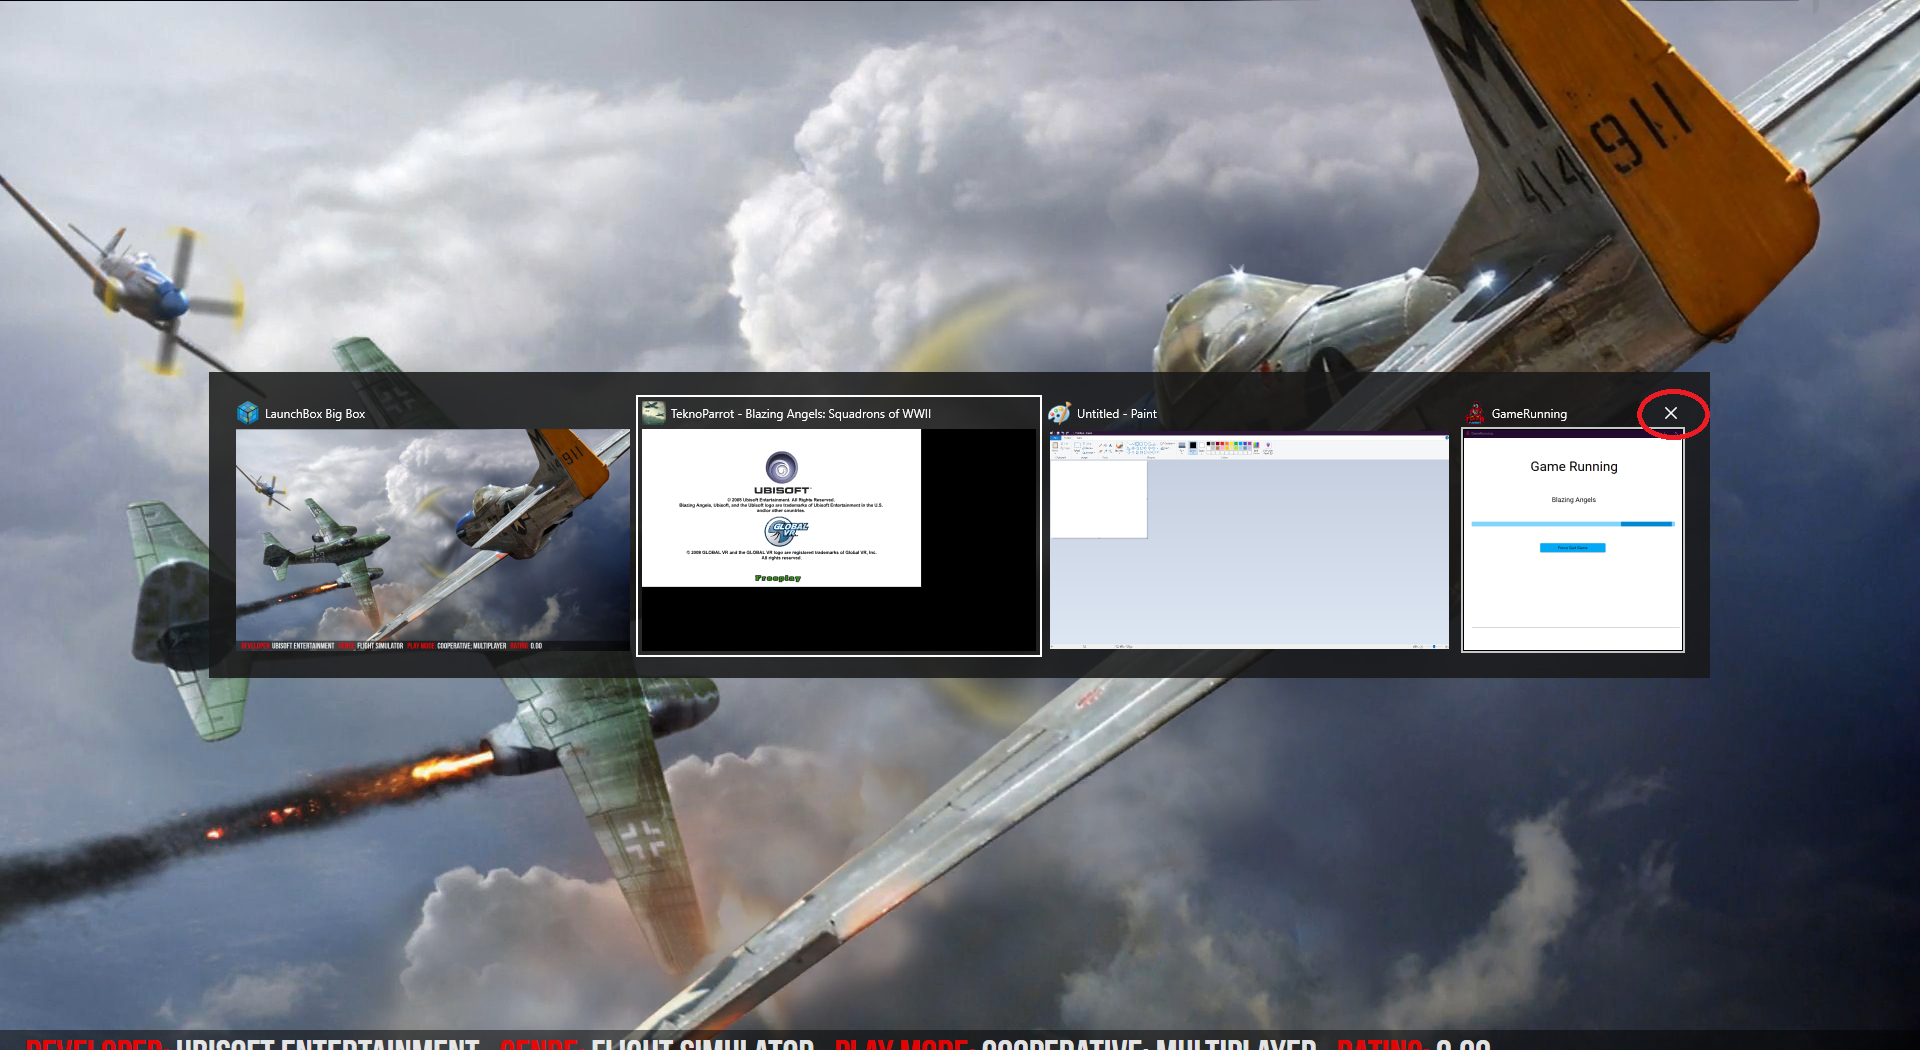 M
911
414
LaunchBox Big Box
TeknoParrot - Blazing Angels: Squadrons of WWII
Untitled - Paint
GameRunning
911
UBISOFT
© 2005 Ubisoft Entertainment. All Rights Reserved.
Blazing Angels, Ubisoft, and the Ubisoft logo are trademarks of Ubisoft Entertainment in the U.S.
and/or other countries.
GLOBAL
VR
© 2009 GLOBAL VR and the GLOBAL VR logo are registered trademarks of Global VR, Inc.
All rights reserved.
Freeplay
Game Running
Blazing Angels
DEVELOPER: UBISOFT ENTERTAINMENT GENRE: FLIGHT SIMULATOR PLAY MODE: COOPERATIVE; MULTIPLAYER RATING: 0.00
DEVELOPER: UBISOFT ENTERTAINMENT GENRE: FLIGHT SIMULATOR PLAY MODE: COOPERATIVE; MULTIPLAYER RATING: 0.00